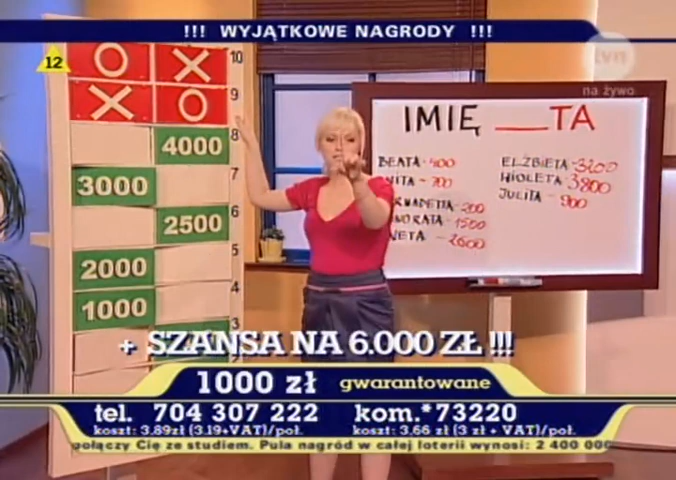 !!! WYJĄTKOWE NAGRODY !!!
12
tvn
na żywo
O X
X O
10
9
8
7
6
5
4
3
4000
3000
2500
2000
1000
IMIĘ ___TA
BEATA - 400
- 700
- 200
- 1500
- 2600
ELŻBIETA - 3200
WIOLETA - 3800
JULITA - 900
+ SZANSA NA 6.000 ZŁ !!!
1000 zł gwarantowane
tel. 704 307 222
koszt: 3.89zł (3.19+VAT)/poł.
kom.*73220
koszt: 3.66 zł (3 zł + VAT)/poł.
połączy Cię ze studiem. Pula nagród w całej loterii wynosi: 2 400 000